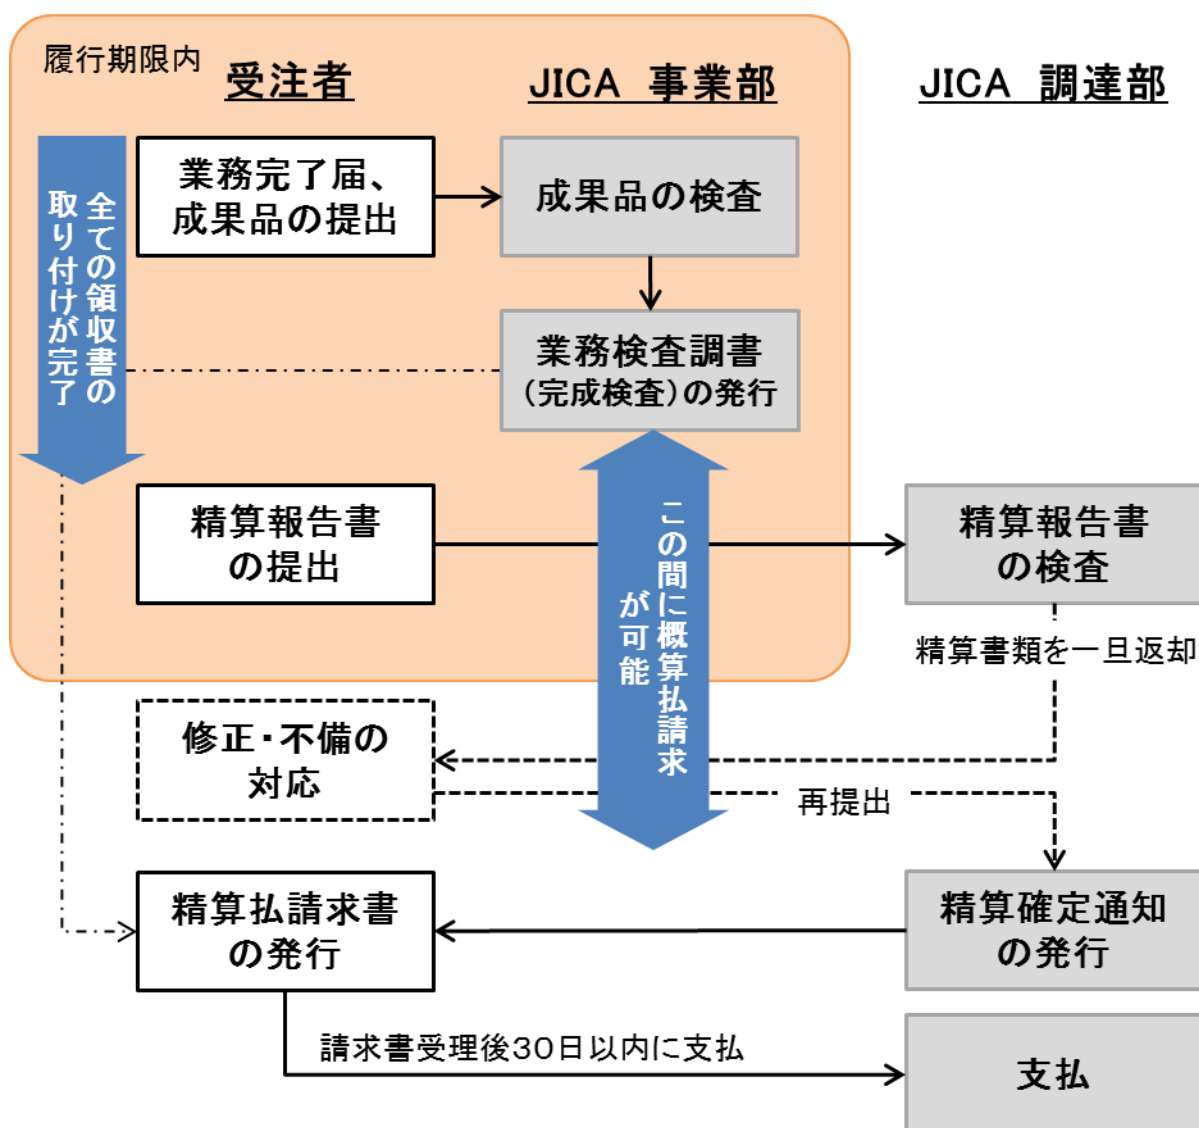 履行期限内
受注者
JICA 事業部
JICA 調達部
全ての領収書の
取り付けが完了
業務完了届、
成果品の提出
成果品の検査
業務検査調書
（完成検査）の発行
この間に概算払請求
が可能
精算報告書
の提出
精算報告書
の検査
精算書類を一旦返却
修正・不備の
対応
再提出
精算払請求書
の発行
精算確定通知
の発行
請求書受理後30日以内に支払
支払